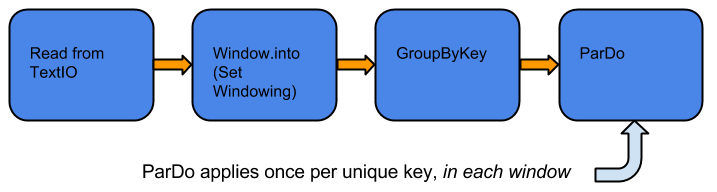 Read from
TextIO
Window.into
(Set
Windowing)
GroupByKey
ParDo
ParDo applies once per unique key, in each window